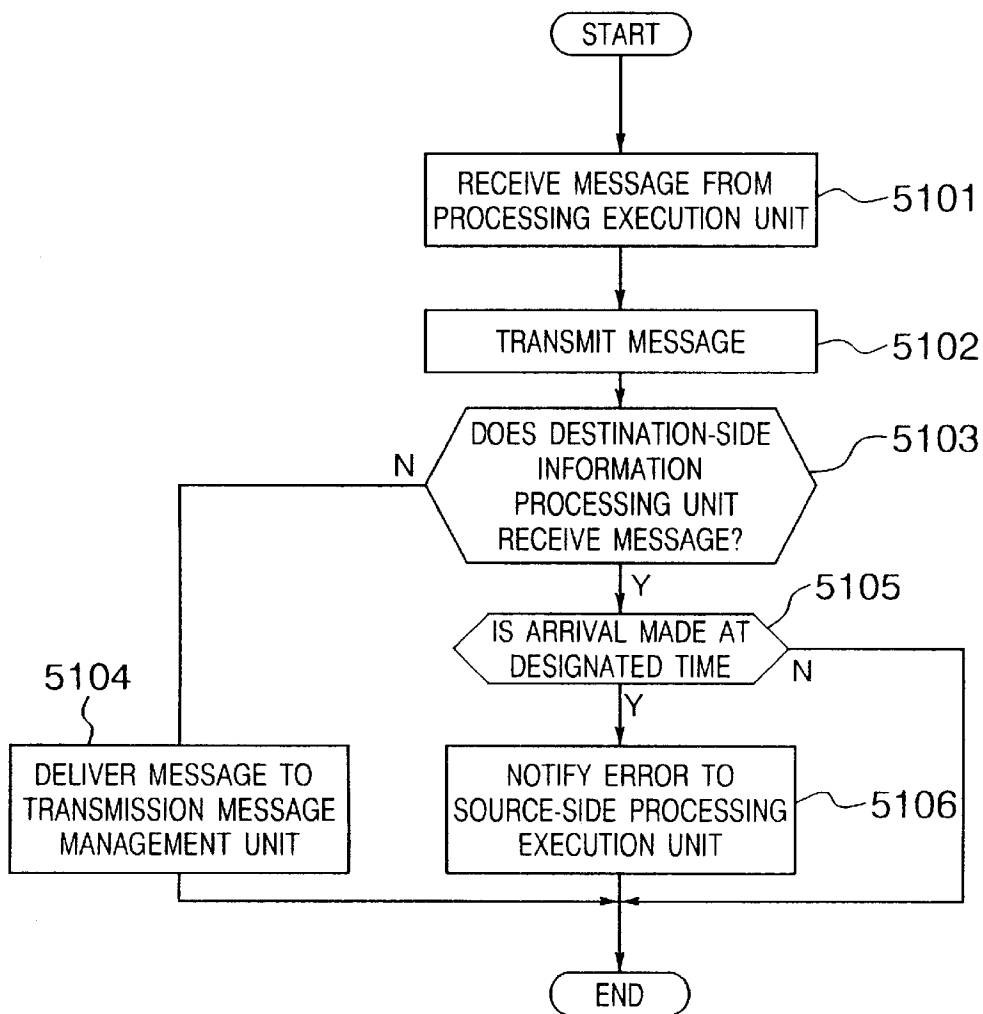 START
RECEIVE MESSAGE FROM
PROCESSING EXECUTION UNIT
5101
TRANSMIT MESSAGE
5102
DOES DESTINATION-SIDE
INFORMATION
PROCESSING UNIT
RECEIVE MESSAGE?
5103
N
Y
5105
IS ARRIVAL MADE AT
DESIGNATED TIME
N
Y
5104
DELIVER MESSAGE TO
TRANSMISSION MESSAGE
MANAGEMENT UNIT
NOTIFY ERROR TO
SOURCE-SIDE PROCESSING
EXECUTION UNIT
5106
END